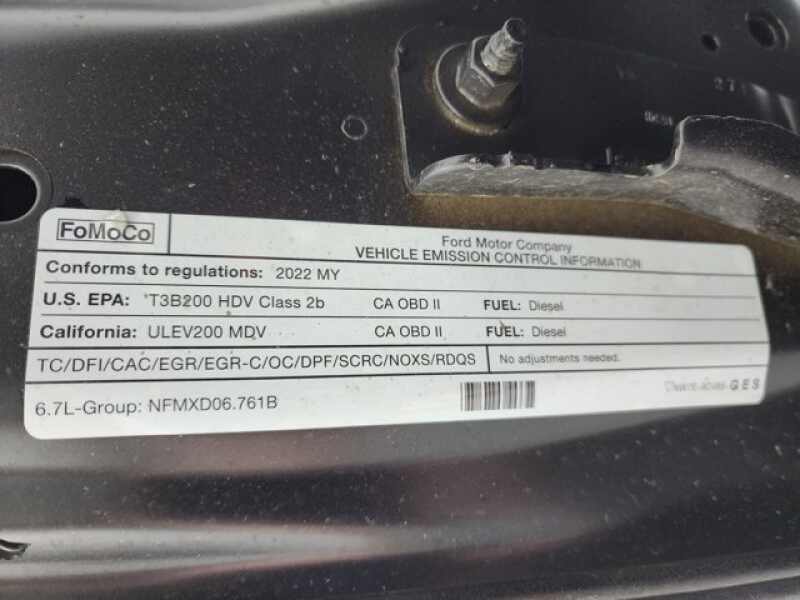 FoMoCo
Ford Motor Company
VEHICLE EMISSION CONTROL INFORMATION
Conforms to regulations: 2022 MY
U.S. EPA: T3B200 HDV Class 2b CA OBD II FUEL: Diesel
California: ULEV200 MDV CA OBD II FUEL: Diesel
TC/DFI/CAC/EGR/EGR-C/OC/DPF/SCRC/NOXS/RDQS No adjustments needed.
6.7L-Group: NFMXD06.761B
GES